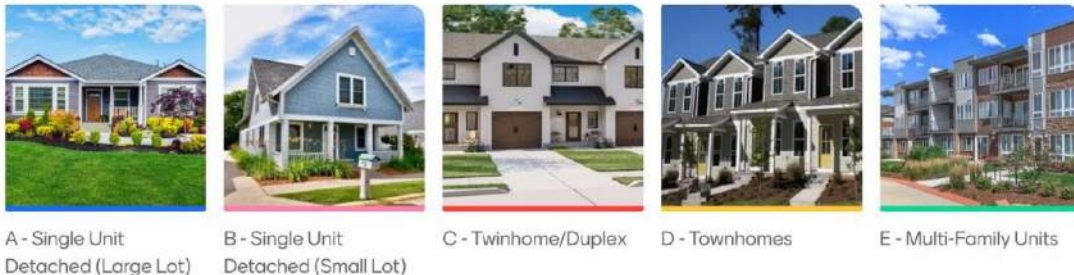 A - Single Unit
Detached (Large Lot)
B - Single Unit
Detached (Small Lot)
C - Twinhome/Duplex
D - Townhomes
E - Multi-Family Units